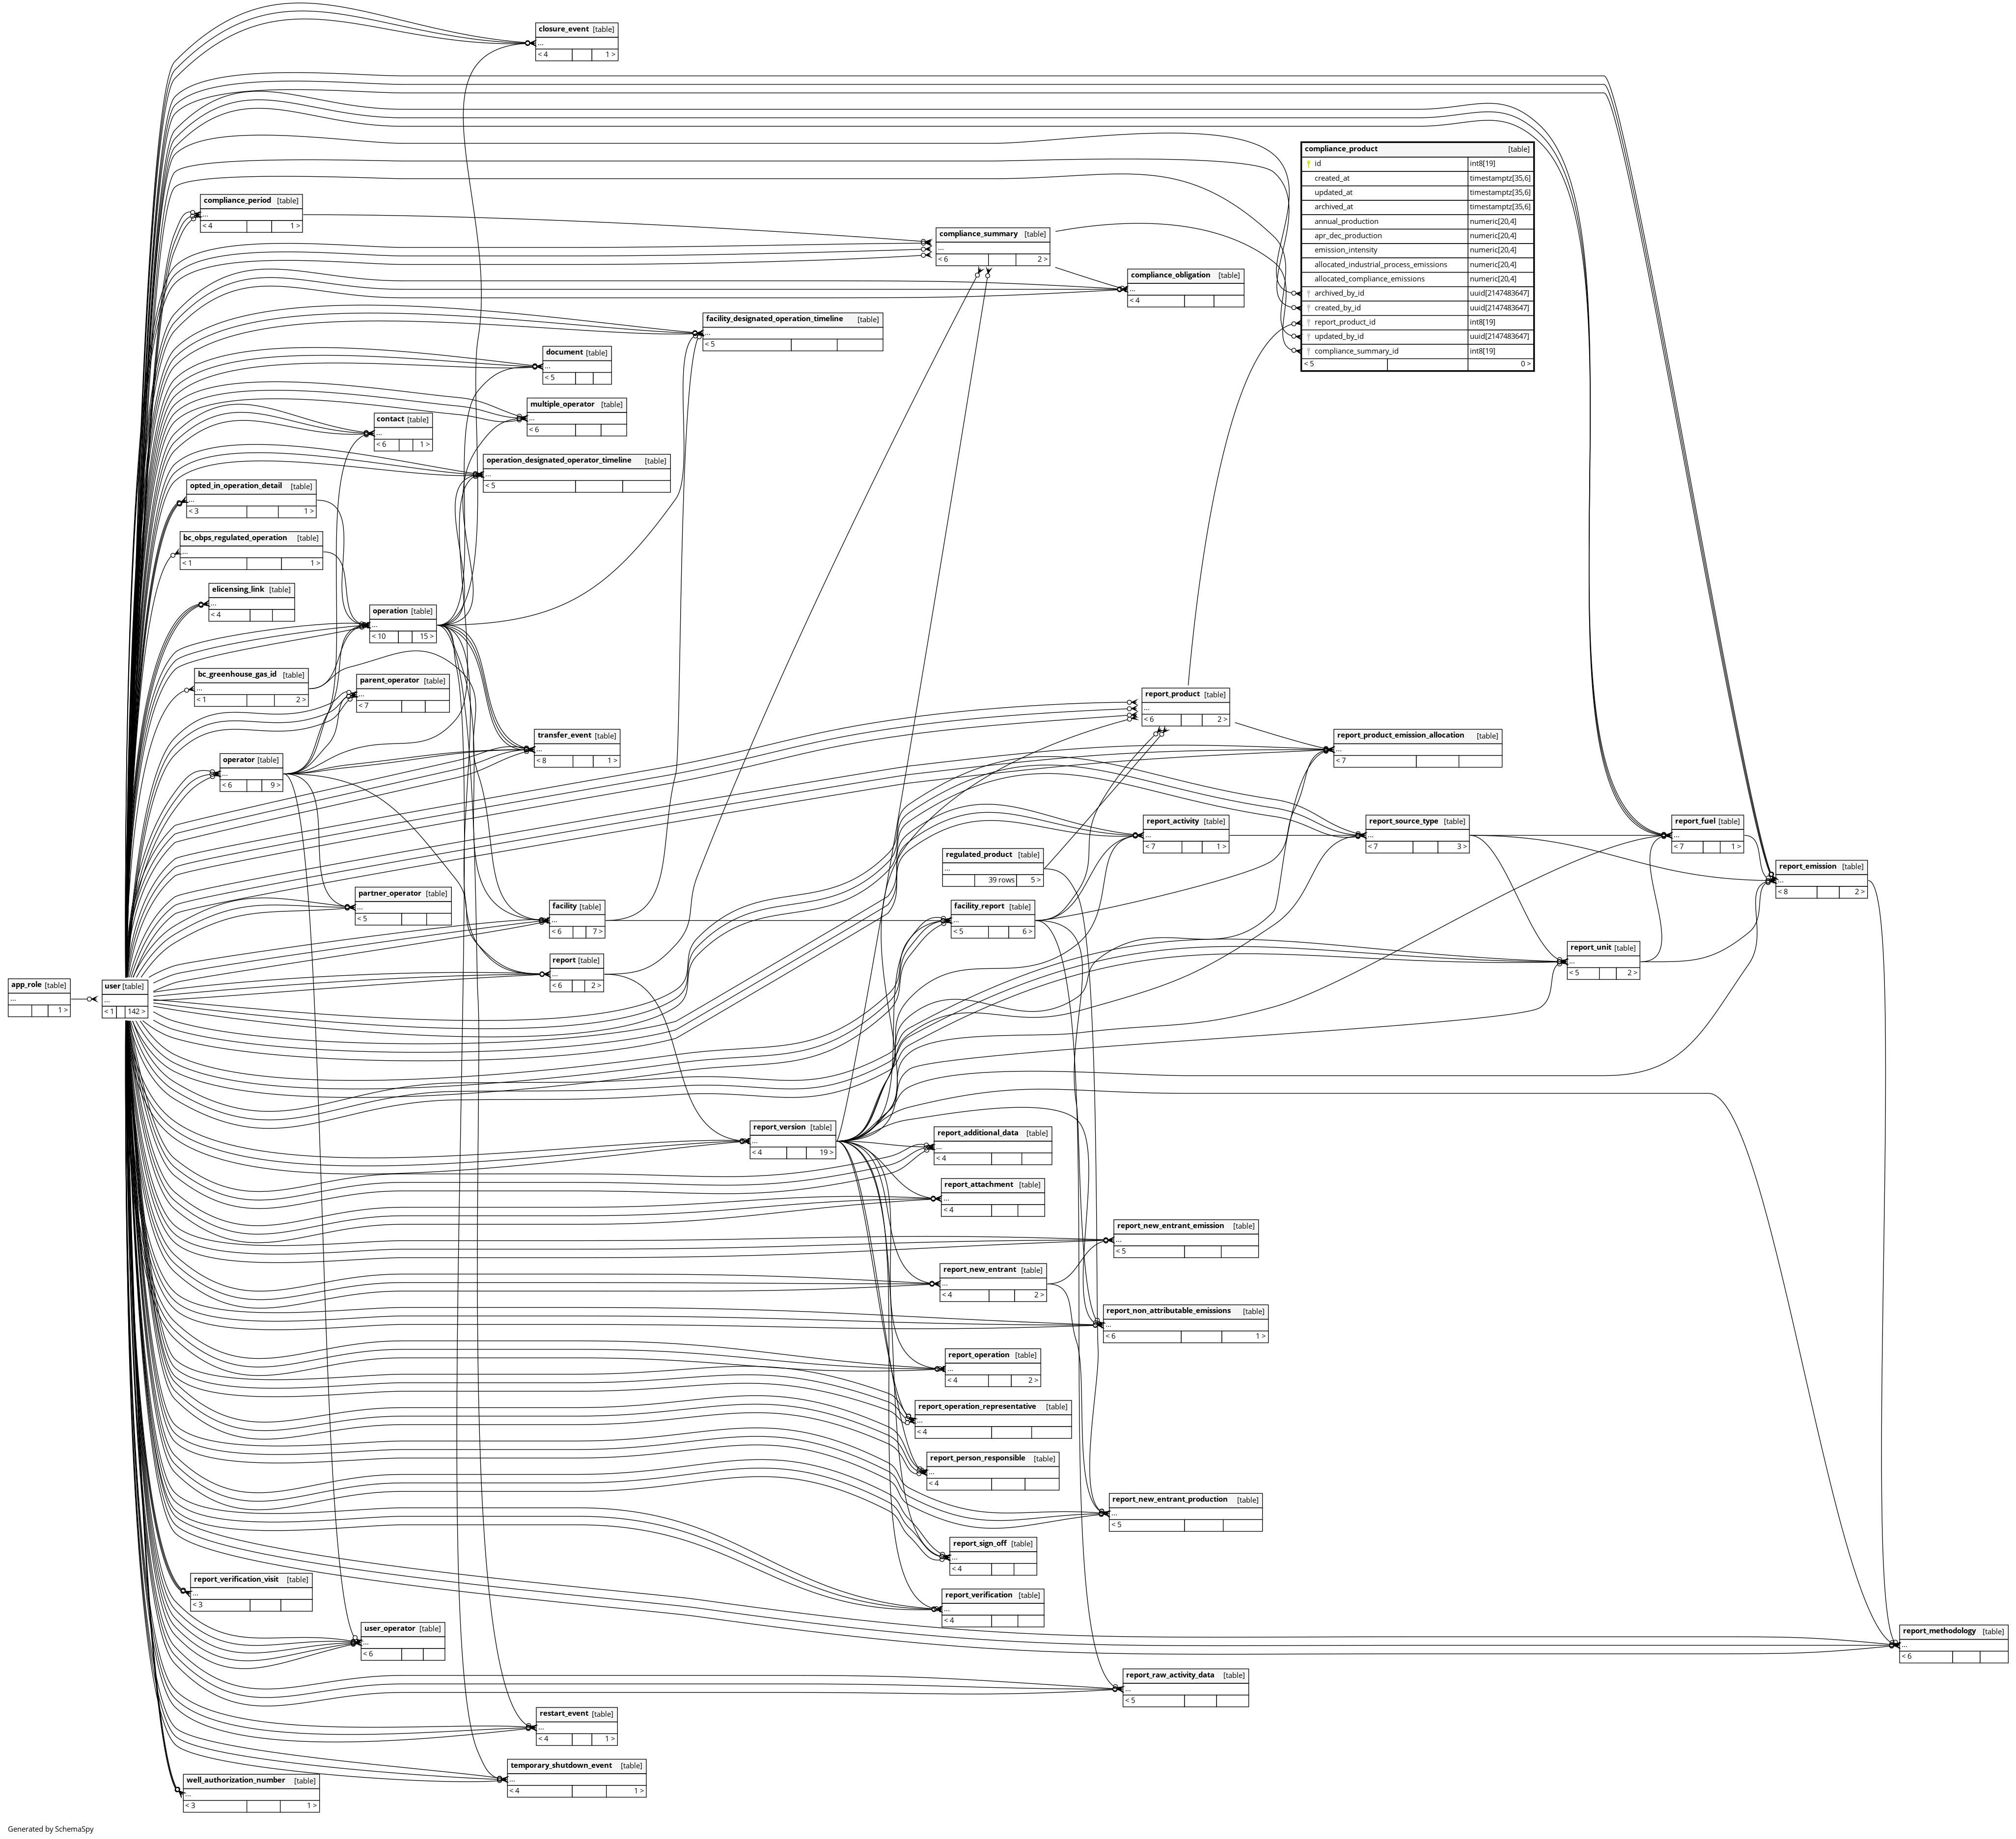 closure_event [table]
...
< 4 1 >
compliance_product [table]
id int8[19]
created_at timestamptz[35,6]
updated_at timestamptz[35,6]
archived_at timestamptz[35,6]
annual_production numeric[20,4]
apr_dec_production numeric[20,4]
emission_intensity numeric[20,4]
allocated_industrial_process_emissions numeric[20,4]
allocated_compliance_emissions numeric[20,4]
archived_by_id uuid[2147483647]
created_by_id uuid[2147483647]
report_product_id int8[19]
updated_by_id uuid[2147483647]
compliance_summary_id int8[19]
< 5 0 >
compliance_period [table]
...
< 4 1 >
compliance_summary [table]
...
< 6 2 >
compliance_obligation [table]
...
< 4
facility_designated_operation_timeline [table]
...
< 5
document [table]
...
< 5
multiple_operator [table]
...
< 6
contact [table]
...
< 6 1 >
operation_designated_operator_timeline [table]
...
< 5
opted_in_operation_detail [table]
...
< 3 1 >
bc_obps_regulated_operation [table]
...
< 1 1 >
elicensing_link [table]
...
< 4
operation [table]
...
< 10 15 >
bc_greenhouse_gas_id [table]
...
< 1 2 >
parent_operator [table]
...
< 7
report_product [table]
...
< 6 2 >
transfer_event [table]
...
< 8 1 >
report_product_emission_allocation [table]
...
< 7
operator [table]
...
< 6 9 >
report_activity [table]
...
< 7 1 >
report_source_type [table]
...
< 7 3 >
report_fuel [table]
...
< 7 1 >
regulated_product [table]
...
39 rows 5 >
report_emission [table]
...
< 8 2 >
partner_operator [table]
...
< 5
facility [table]
...
< 6 7 >
facility_report [table]
...
< 5 6 >
report_unit [table]
...
< 5 2 >
report [table]
...
< 6 2 >
app_role [table]
...
1 >
user [table]
...
< 1 142 >
report_version [table]
...
< 4 19 >
report_additional_data [table]
...
< 4
report_attachment [table]
...
< 4
report_new_entrant_emission [table]
...
< 5
report_new_entrant [table]
...
< 4 2 >
report_non_attributable_emissions [table]
...
< 6 1 >
report_operation [table]
...
< 4 2 >
report_operation_representative [table]
...
< 4
report_person_responsible [table]
...
< 4
report_new_entrant_production [table]
...
< 5
report_sign_off [table]
...
< 4
report_verification_visit [table]
...
< 3
report_verification [table]
...
< 4
user_operator [table]
...
< 6
report_methodology [table]
...
< 6
report_raw_activity_data [table]
...
< 5
restart_event [table]
...
< 4 1 >
temporary_shutdown_event [table]
...
< 4 1 >
well_authorization_number [table]
...
< 3 1 >
Generated by SchemaSpy